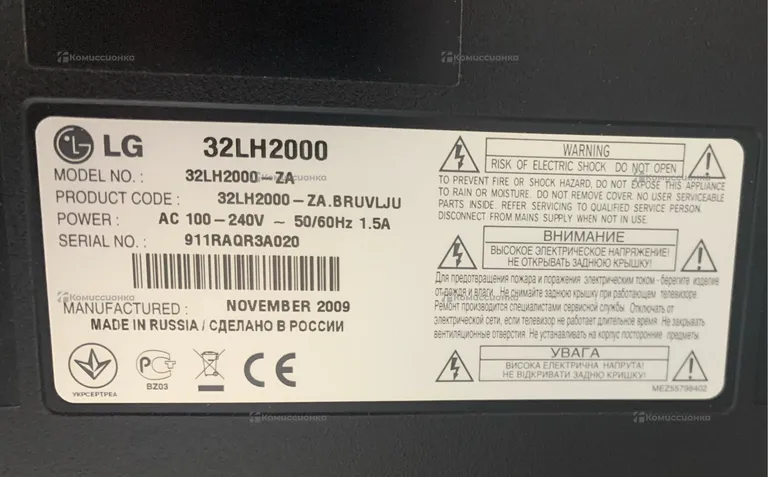 Комиссионка
Комиссионка
LG 32LH2000
MODEL NO. : 32LH2000-ZA
PRODUCT CODE : 32LH2000-ZA.BRUVLJU
POWER : AC 100-240V ~ 50/60Hz 1.5A
SERIAL NO. : 911RAQR3A020
MANUFACTURED : NOVEMBER 2009
MADE IN RUSSIA / СДЕЛАНО В РОССИИ
УКРСЕРТРЕА
РС
BZ03
CE
WARNING
RISK OF ELECTRIC SHOCK DO NOT OPEN
TO PREVENT FIRE OR SHOCK HAZARD, DO NOT EXPOSE THIS APPLIANCE
TO RAIN OR MOISTURE. DO NOT REMOVE COVER. NO USER SERVICEABLE
PARTS INSIDE. REFER SERVICING TO QUALIFIED SERVICE PERSON.
DISCONNECT FROM MAINS SUPPLY WHEN NOT IN USE.
ВНИМАНИЕ
ВЫСОКОЕ ЭЛЕКТРИЧЕСКОЕ НАПРЯЖЕНИЕ!
НЕ ОТКРЫВАТЬ ЗАДНЮЮ КРЫШКУ!
Для предотвращения пожара и поражения электрическим током - берегите изделие
от дождя и влаги. Не снимайте заднюю крышку при работающем телевизоре.
Ремонт производится специалистами сервисной службы. Отключать от
электрической сети, если телевизор не работает длительное время. Не закрывать
вентиляционные отверстия. Не устанавливать на корпус посторонние предметы.
УВАГА
ВИСОКА ЕЛЕКТРИЧНА НАПРУГА!
НЕ ВІДКРИВАТИ ЗАДНЮ КРИШКУ!
MEZ55798402
Комиссионка
Комиссионка
Комиссионка
Комиссионка
Комиссионка
Комиссионка
Комиссионка
Комиссионка